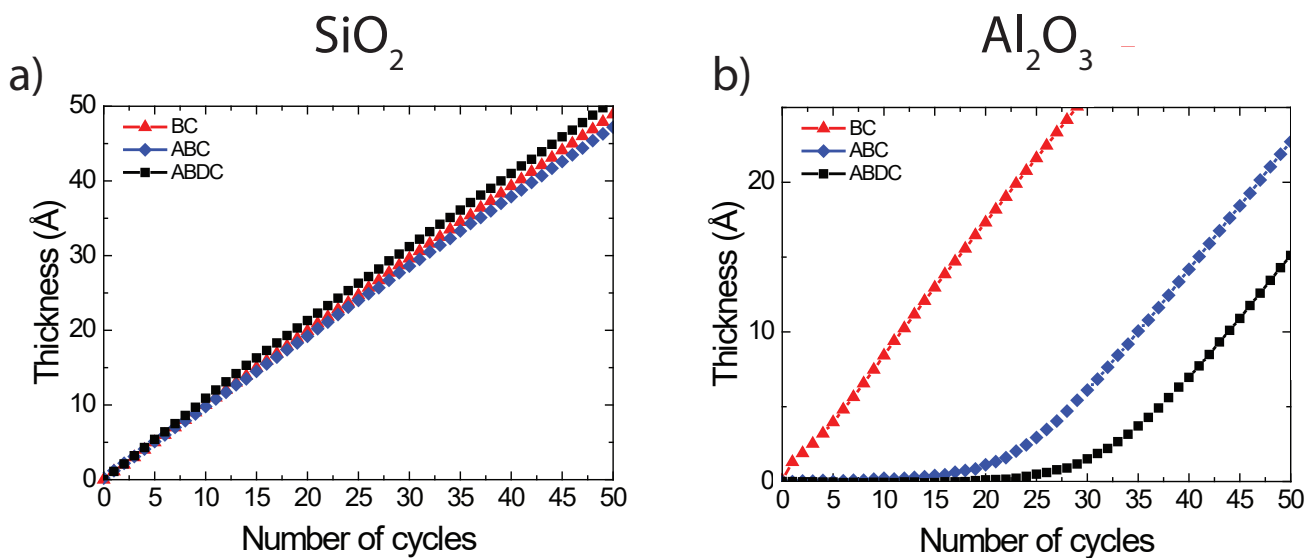 SiO2
Al2O3
a)
b)
BC
ABC
ABDC
Thickness (Å)
50
40
30
20
10
0
0 5 10 15 20 25 30 35 40 45 50
Number of cycles
BC
ABC
ABDC
Thickness (Å)
20
10
0
0 5 10 15 20 25 30 35 40 45 50
Number of cycles